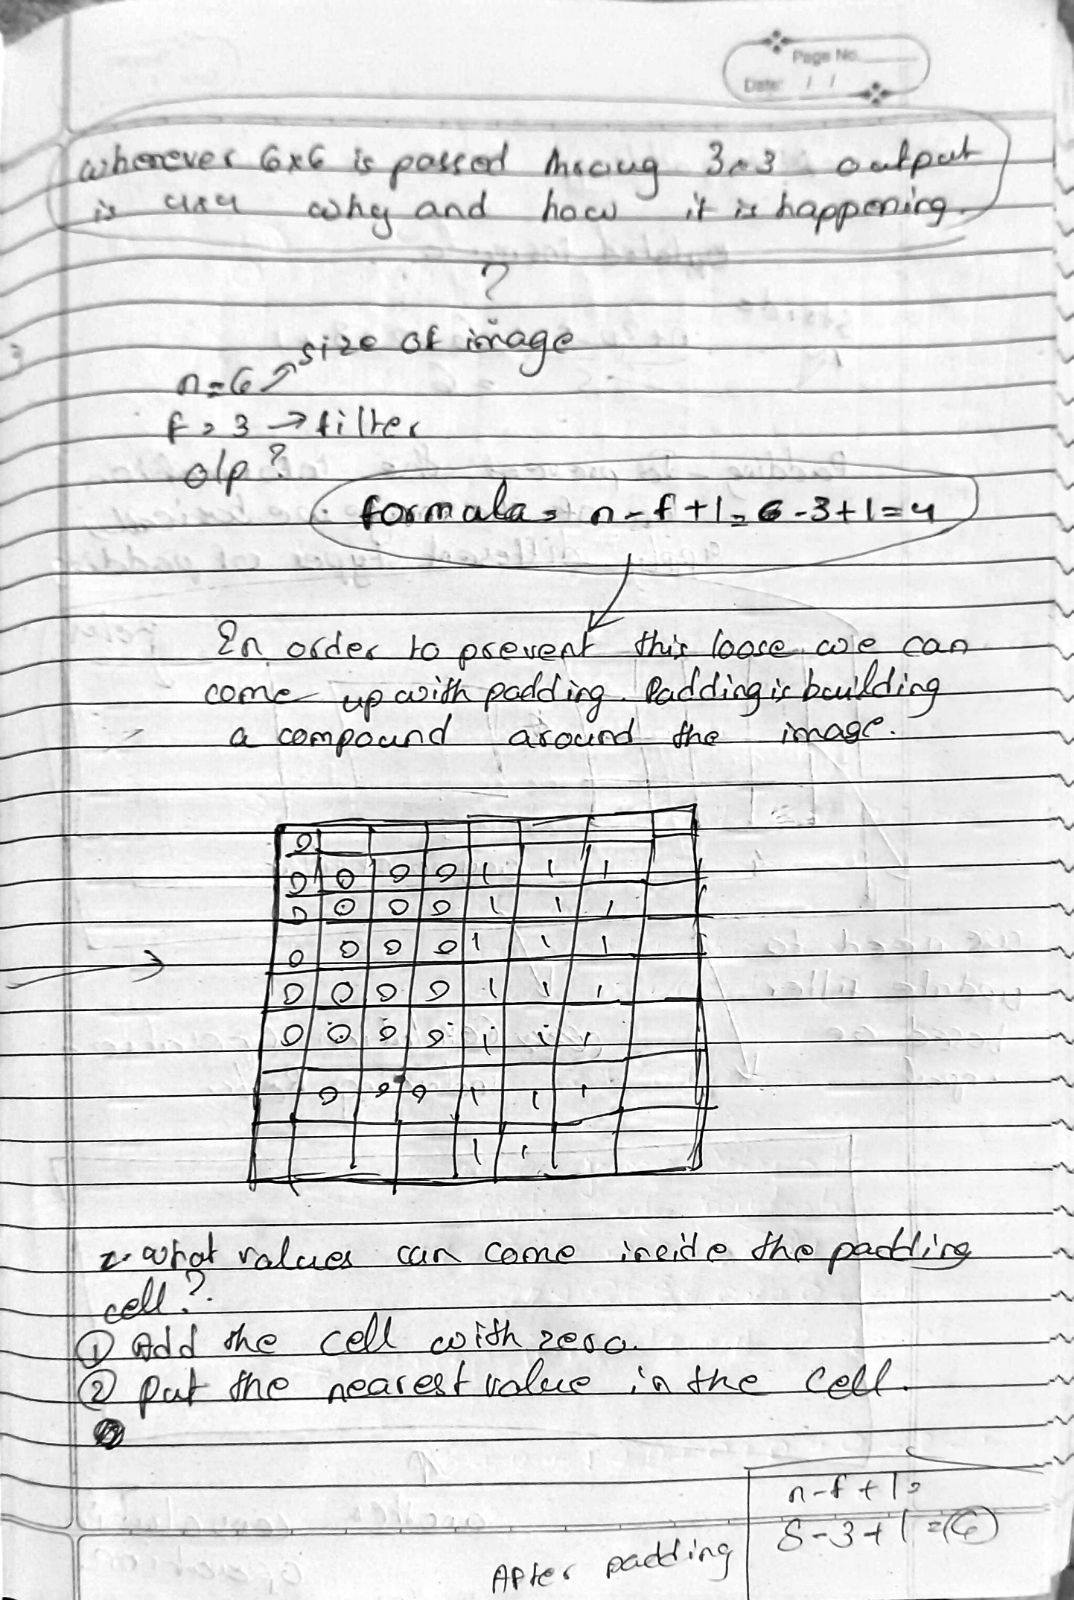 Page No.
Date / /
wherever 6x6 is passed throug 3x3 output
is 4x4 why and how it is happening.
?
size of image
n=6
f = 3 → filter
o/p ?
formala = n-f+1 = 6-3+1=4
In order to prevent this loose we can
come up with padding. Padding is building
a compound around the image.
0
0 0 0 0 1 1 1
0 0 0 0 1 1 1
0 0 0 0 1 1 1
0 0 0 0 1 1 1
0 0 0 0 1 1 1
0 0 0 1 1 1
1 1
2. what values can come inside the padding
cell?
① Add the cell with zero.
② put the nearest value in the cell.
n-f+1=
8-3+1=6
After padding